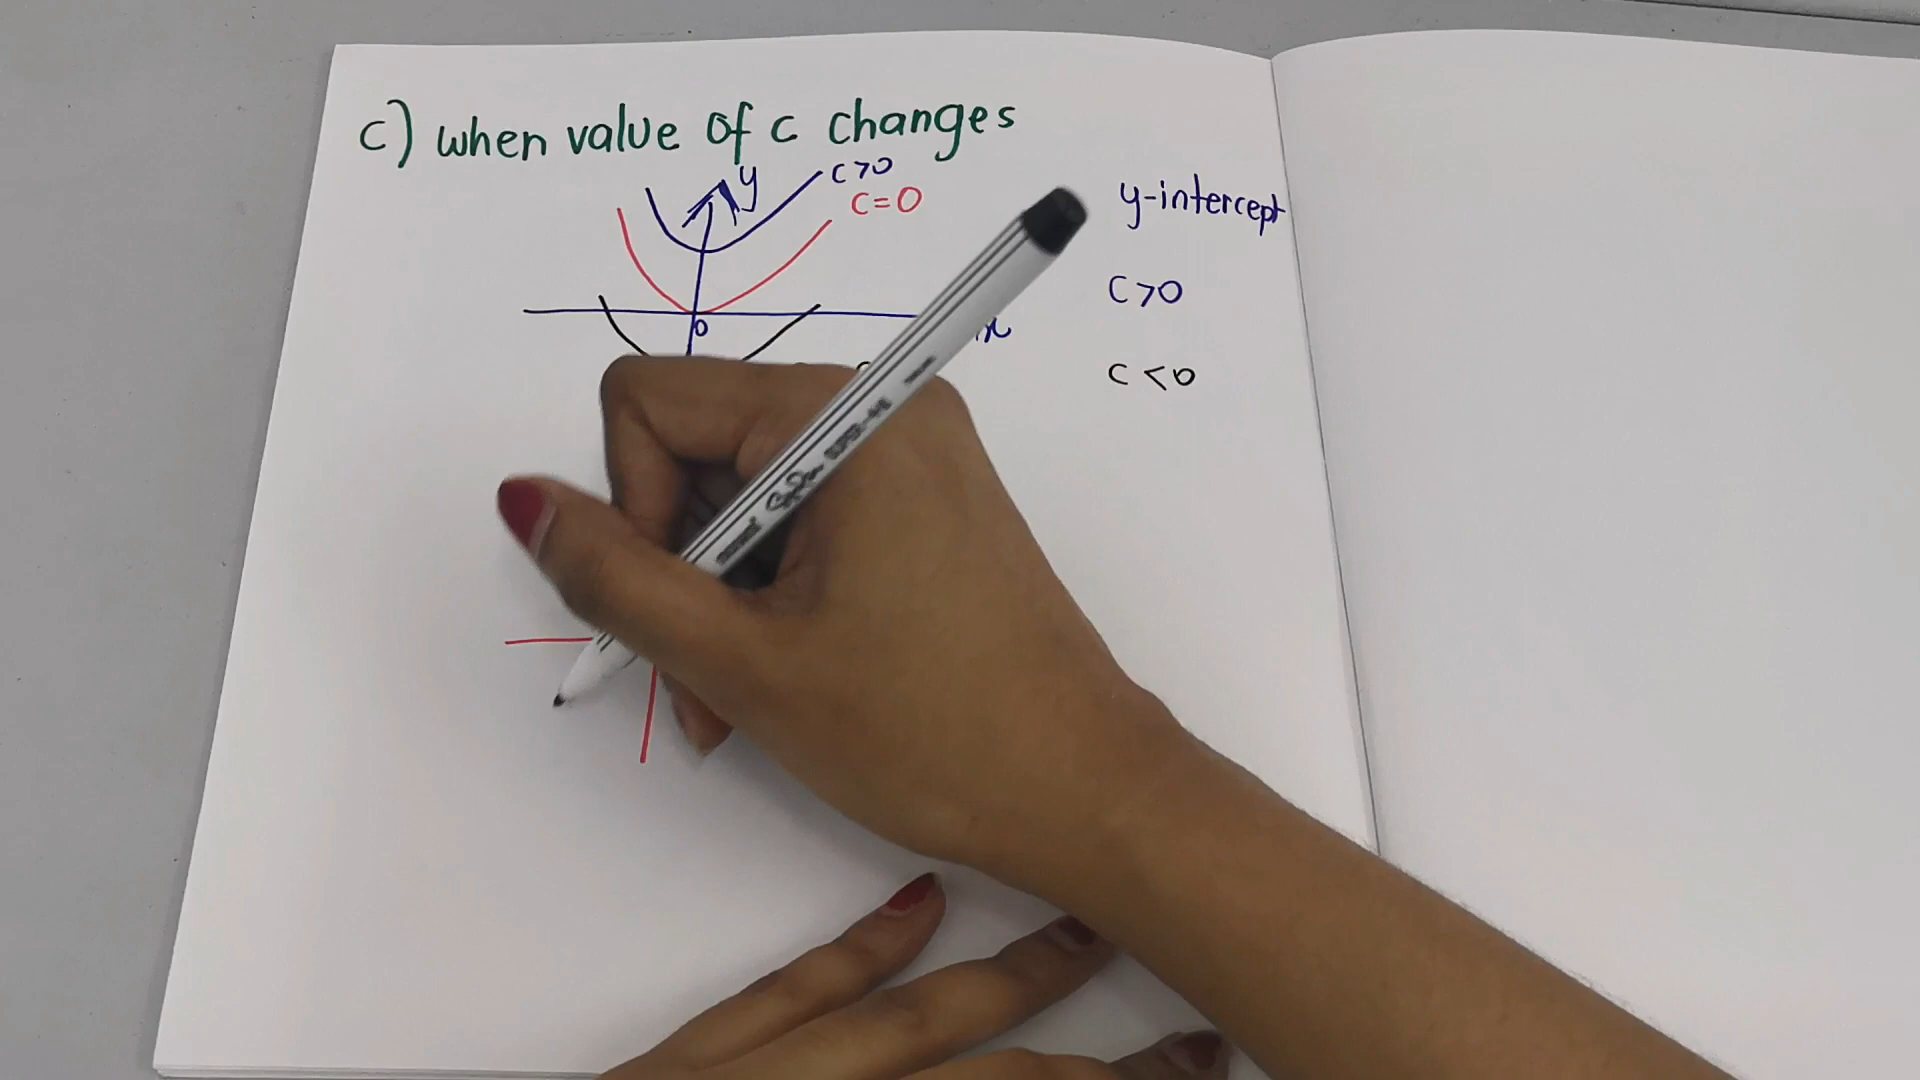 c) when value of c changes
y
c>0
c=0
y-intercept
c>0
0
x
c<0